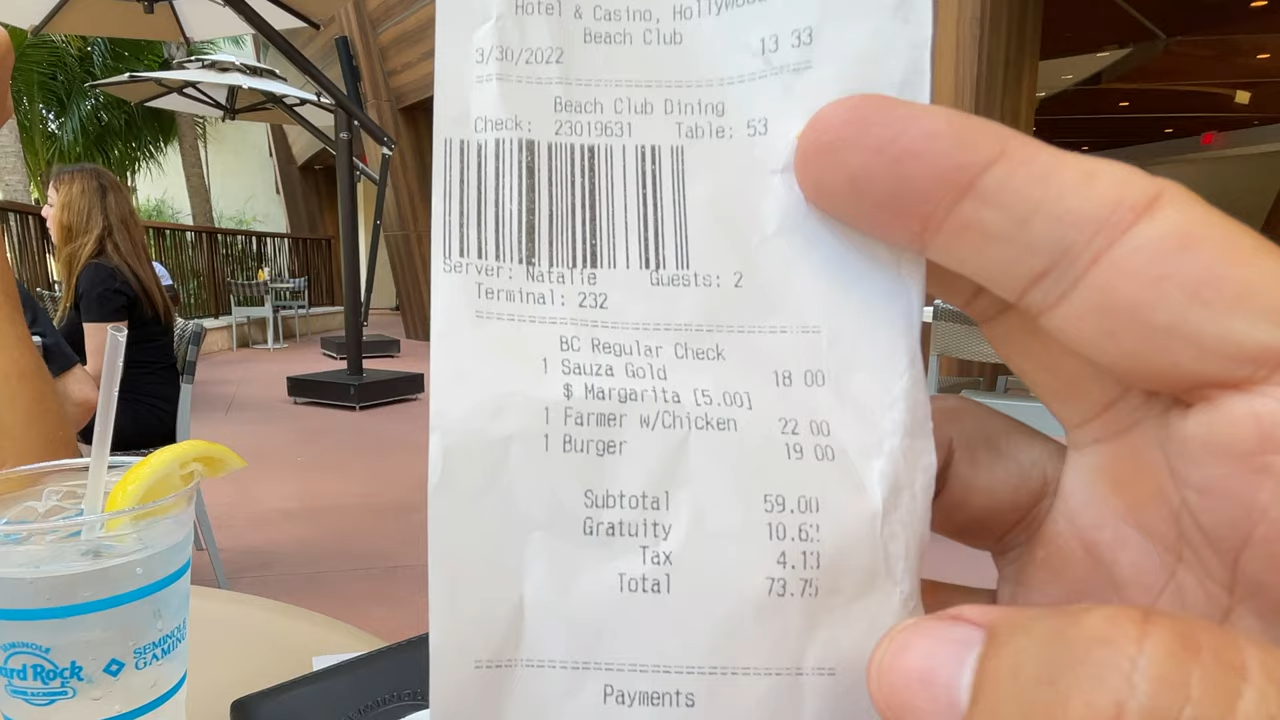 Hotel & Casino, Hollywood
Beach Club
3/30/2022 13 33
Beach Club Dining
Check: 23019631 Table: 53
Server: Natalie Guests: 2
Terminal: 232
BC Regular Check
1 Sauza Gold 18 00
$ Margarita [5.00]
1 Farmer w/Chicken 22 00
1 Burger 19 00
Subtotal 59.00
Gratuity 10.62
Tax 4.13
Total 73.75
Payments
SEMINOLE
Hard Rock
HOTEL & CASINO
SEMINOLE
GAMING